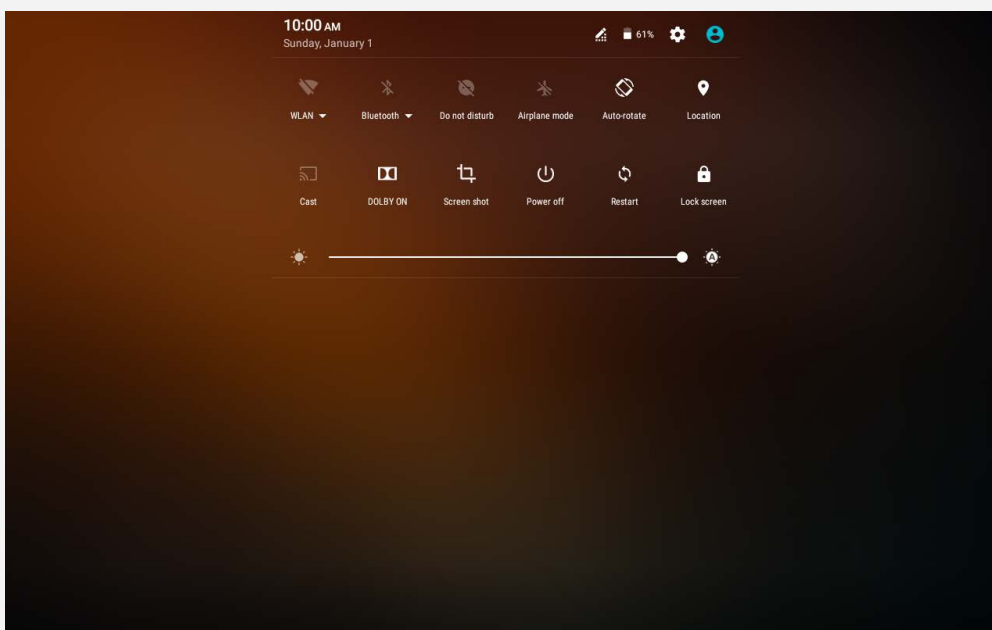 10:00 AM
61%
Sunday, January 1
WLAN
Bluetooth
Do not disturb
Airplane mode
Auto-rotate
Location
Cast
DOLBY ON
Screen shot
Power off
Restart
Lock screen
A